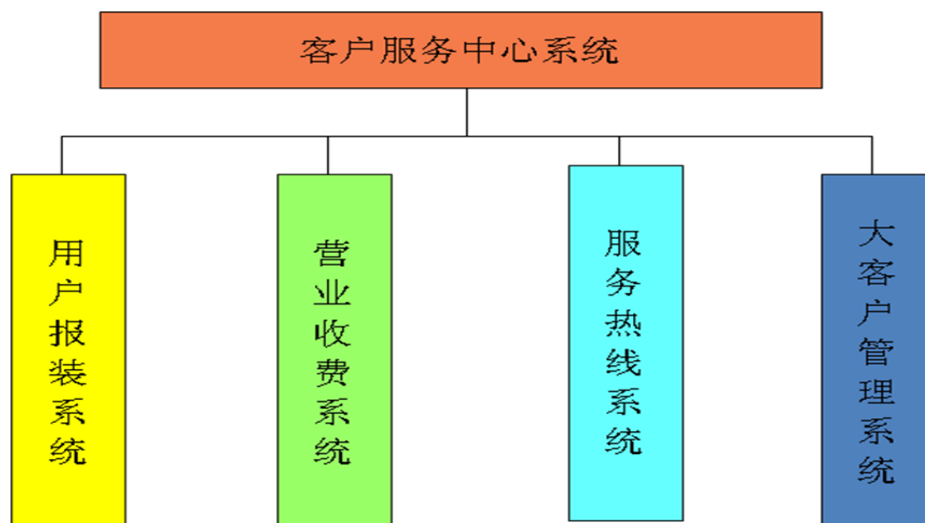 客户服务中心系统
用户报装系统
营业收费系统
服务热线系统
大客户管理系统